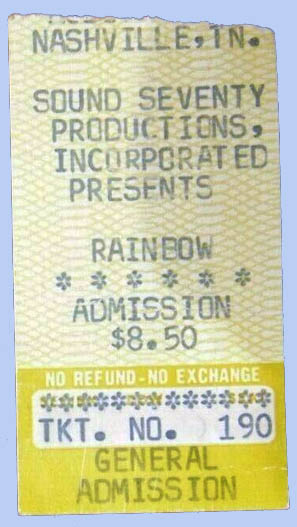 NASHVILLE, TN.
SOUND SEVENTY
PRODUCTIONS,
INCORPORATED
PRESENTS
RAINBOW
* * * * * *
ADMISSION
$8.50
NO REFUND-NO EXCHANGE
***************
TKT. NO. 190
GENERAL
ADMISSION